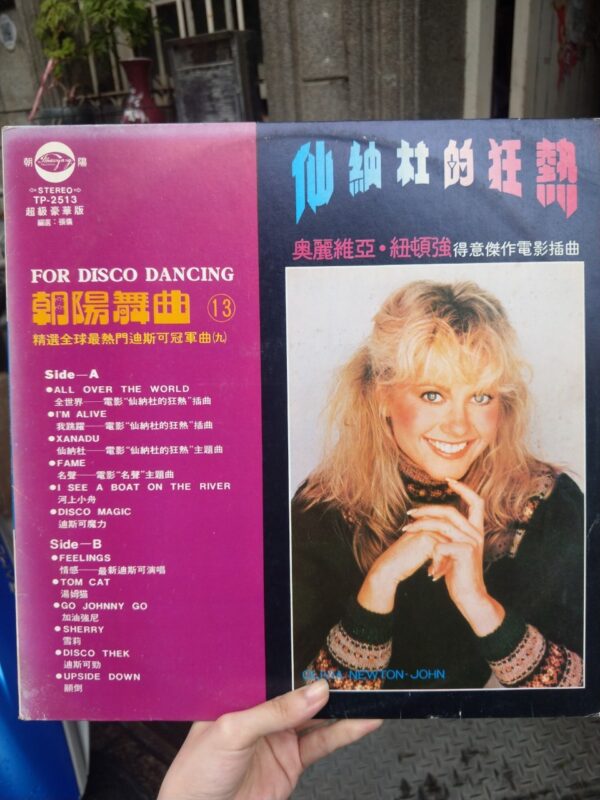 朝 陽
STEREO
TP-2513
超級豪華版
編選：張儀
FOR DISCO DANCING
朝陽舞曲 ⑬
精選全球最熱門迪斯可冠軍曲(九)
Side—A
●ALL OVER THE WORLD
全世界——電影“仙納杜的狂熱”插曲
●I'M ALIVE
我跳躍——電影“仙納杜的狂熱”插曲
●XANADU
仙納杜——電影“仙納杜的狂熱”主題曲
●FAME
名聲——電影“名聲”主題曲
●I SEE A BOAT ON THE RIVER
河上小舟
●DISCO MAGIC
迪斯可魔力
Side—B
●FEELINGS
情感——最新迪斯可演唱
●TOM CAT
湯姆猫
●GO JOHNNY GO
加油強尼
●SHERRY
雪莉
●DISCO THEK
迪斯可勁
●UPSIDE DOWN
顛倒
仙納杜的狂熱
奥麗維亞・紐頓強得意傑作電影插曲
OLIVIA NEWTON-JOHN